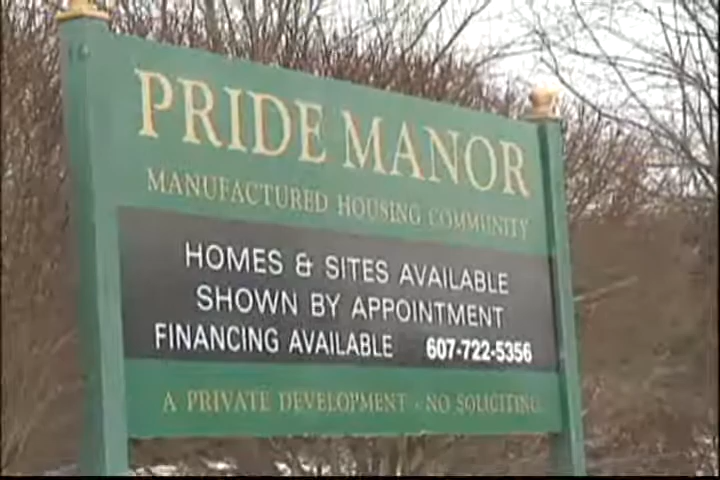 PRIDE MANOR
MANUFACTURED HOUSING COMMUNITY
HOMES & SITES AVAILABLE
SHOWN BY APPOINTMENT
FINANCING AVAILABLE 607-722-5356
A PRIVATE DEVELOPMENT - NO SOLICITING